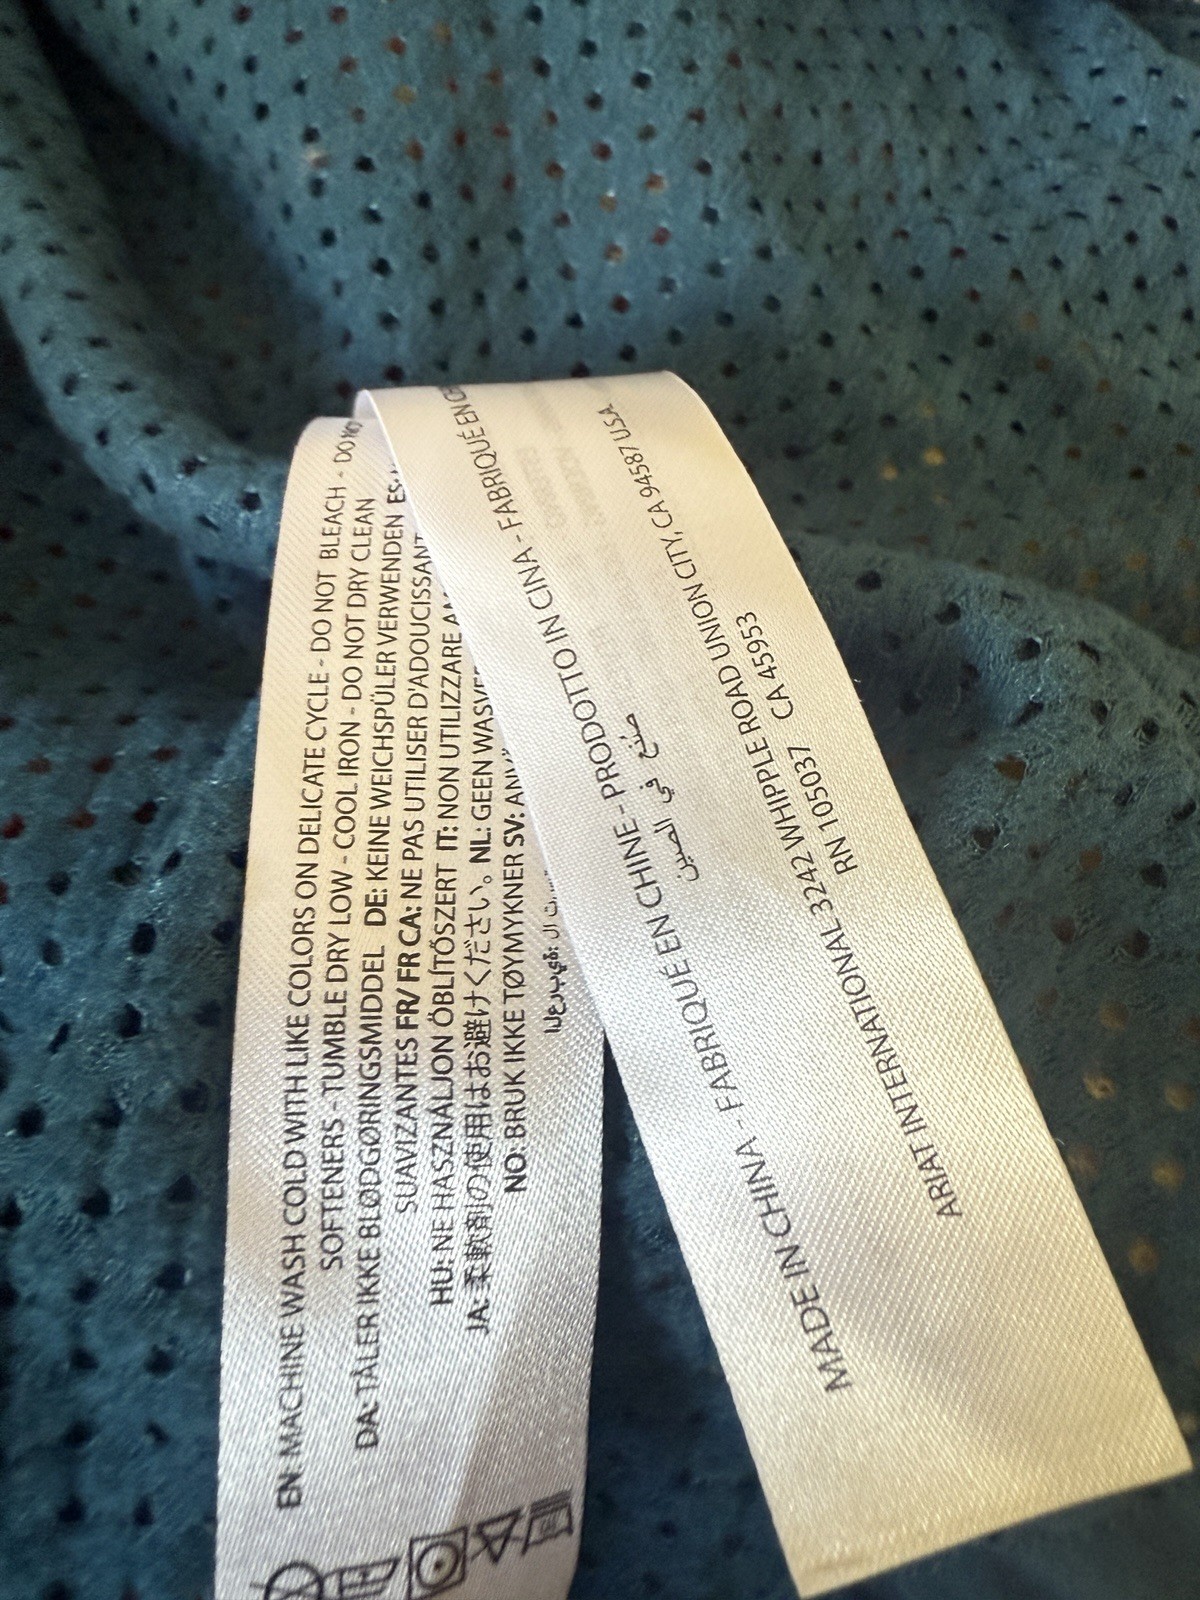 EN: MACHINE WASH COLD WITH LIKE COLORS ON DELICATE CYCLE - DO NOT BLEACH - DO NO
SOFTENERS - TUMBLE DRY LOW - COOL IRON - DO NOT DRY CLEAN
DA: TÅLER IKKE BLØDGØRINGSMIDDEL DE: KEINE WEICHSPÜLER VERWENDEN ES:
SUAVIZANTES FR/ FR CA: NE PAS UTILISER D'ADOUCISSANT
HU: NE HASZNÁLJON ÖBLÍTŐSZERT IT: NON UTILIZZARE AM
JA: 柔軟剤の使用はお避けください。NL: GEEN WASVE
NO: BRUK IKKE TØYMYKNER SV: ANV
العربية: لا
MADE IN CHINA - FABRIQUÉ EN CHINE - PRODOTTO IN CINA - FABRIQUÉ EN
صُنع في الصين
ARIAT INTERNATIONAL 3242 WHIPPLE ROAD UNION CITY, CA 94587 USA.
RN 105037 CA 45953